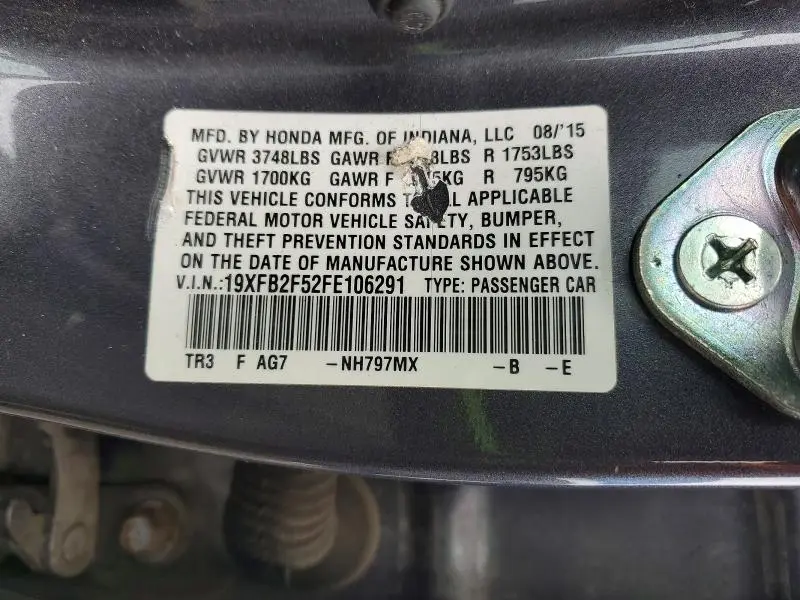 MFD. BY HONDA MFG. OF INDIANA, LLC 08/'15
GVWR 3748LBS GAWR R 1753LBS
GVWR 1700KG GAWR F R 795KG
THIS VEHICLE CONFORMS APPLICABLE
FEDERAL MOTOR VEHICLE SAFETY, BUMPER,
AND THEFT PREVENTION STANDARDS IN EFFECT
ON THE DATE OF MANUFACTURE SHOWN ABOVE.
V.I.N.:19XFB2F52FE106291 TYPE: PASSENGER CAR
TR3 F AG7 -NH797MX -B -E